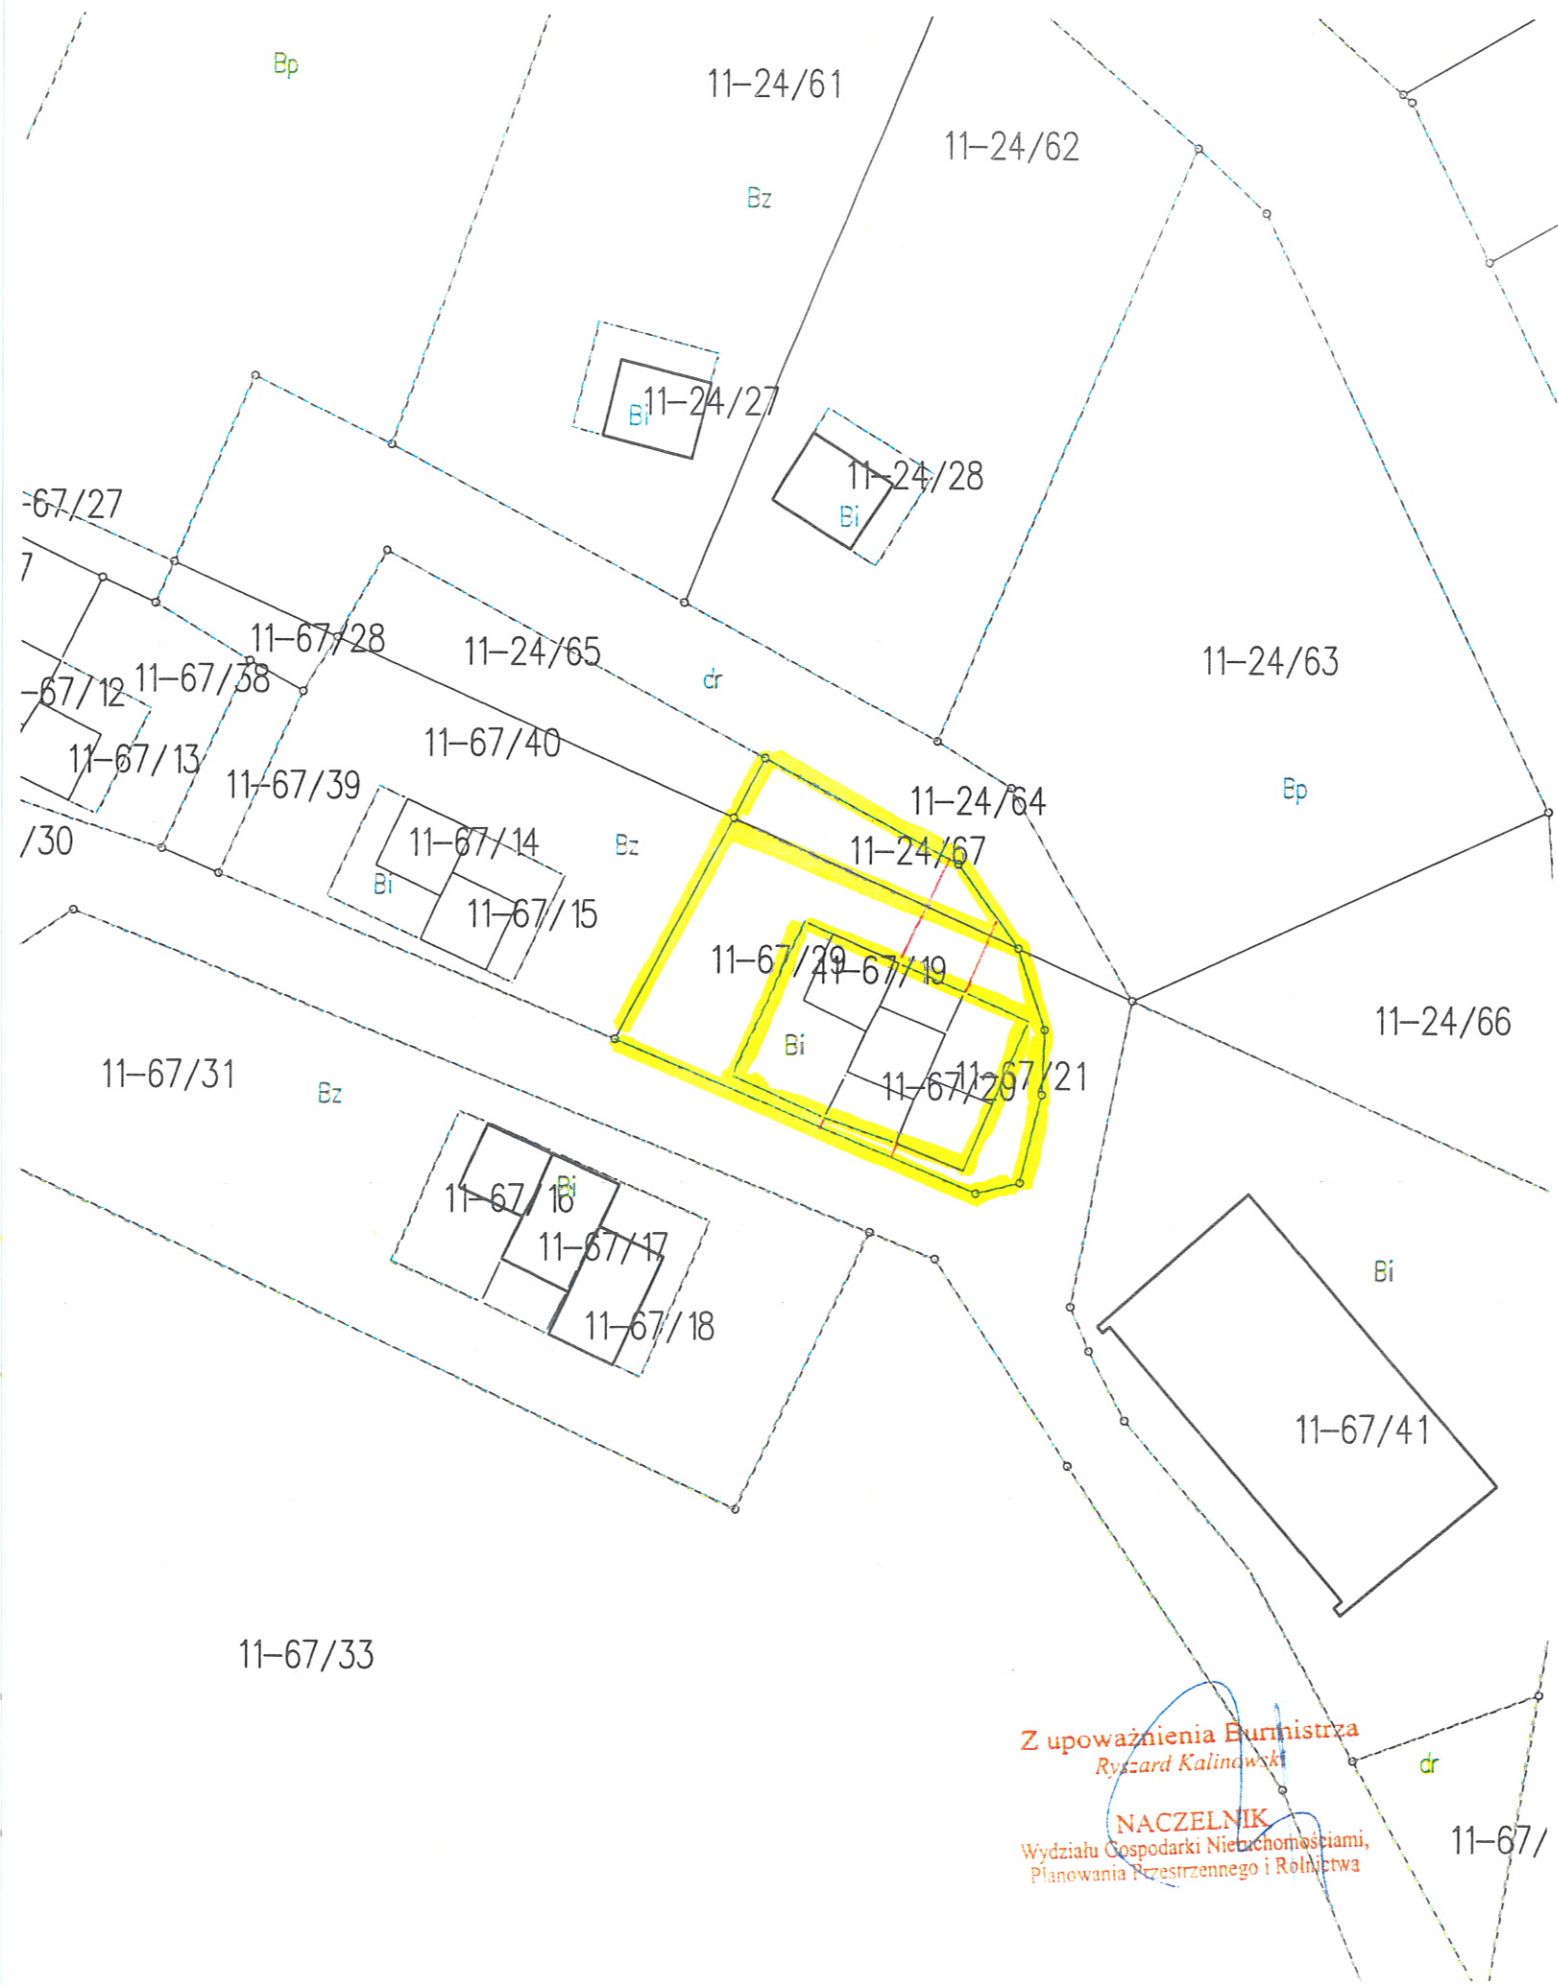 Bp
11-24/61
11-24/62
Bz
11-24/27
Bi
11-24/28
Bi
-67/27
7
11-67/28
11-24/65
11-24/63
11-67/38
dr
-67/12
11-67/40
11-67/13
11-67/39
Bp
11-24/64
/30
11-67/14
Bz
11-24/67
Bi
11-67/15
11-67/29
11-67/19
11-24/66
Bi
11-67/31
Bz
11-67/20
11-67/21
Bi
11-67/16
11-67/17
Bi
11-67/18
11-67/41
11-67/33
Z upoważnienia Burmistrza
Ryszard Kalinowski
dr
NACZELNIK
Wydziału Gospodarki Nieruchomościami,
Planowania Przestrzennego i Rolnictwa
11-67/